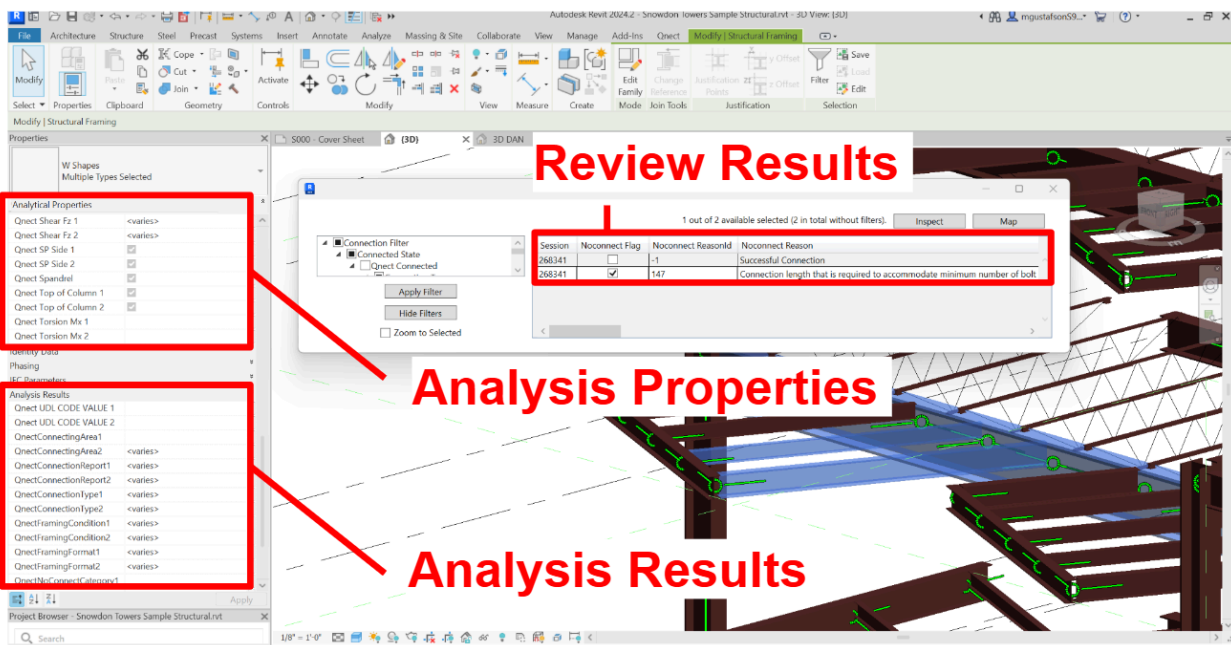 Autodesk Revit 2024.2 - Snowdon Towers Sample Structural.rvt - 3D View: {3D}
mgustafsonS9...
File Architecture Structure Steel Precast Systems Insert Annotate Analyze Massing & Site Collaborate View Manage Add-Ins Qnect Modify | Structural Framing
Modify
Paste
Cope
Cut
Join
Activate
Edit Family
Change Reference
Justification Points
y Offset
z Offset
Filter
Save
Load
Edit
Select Properties Clipboard Geometry Controls Modify View Measure Create Mode Join Tools Justification Selection
Modify | Structural Framing
Properties
S000 - Cover Sheet
{3D}
3D DAN
W Shapes
Multiple Types Selected
Review Results
Analytical Properties
Qnect Shear Fz 1 <varies>
Qnect Shear Fz 2 <varies>
Qnect SP Side 1
Qnect SP Side 2
Qnect Spandrel
Qnect Top of Column 1
Qnect Top of Column 2
Qnect Torsion Mx 1
Qnect Torsion Mx 2
Identity Data
Phasing
IFC Parameters
1 out of 2 available selected (2 in total without filters).
Inspect
Map
Connection Filter
Connected State
Qnect Connected
Apply Filter
Hide Filters
Zoom to Selected
Session Noconnect Flag Noconnect ReasonId Noconnect Reason
268341 -1 Successful Connection
268341 147 Connection length that is required to accommodate minimum number of bolt
FRONT
Analysis Properties
Analysis Results
Qnect UDL CODE VALUE 1
Qnect UDL CODE VALUE 2
QnectConnectingArea1
QnectConnectingArea2 <varies>
QnectConnectionReport1 <varies>
QnectConnectionReport2 <varies>
QnectConnectionType1 <varies>
QnectConnectionType2 <varies>
QnectFramingCondition1 <varies>
QnectFramingCondition2 <varies>
QnectFramingFormat1 <varies>
QnectFramingFormat2 <varies>
QnectNoConnectCategory1
Analysis Results
Apply
Project Browser - Snowdon Towers Sample Structural.rvt
Search
1/8" = 1'-0"